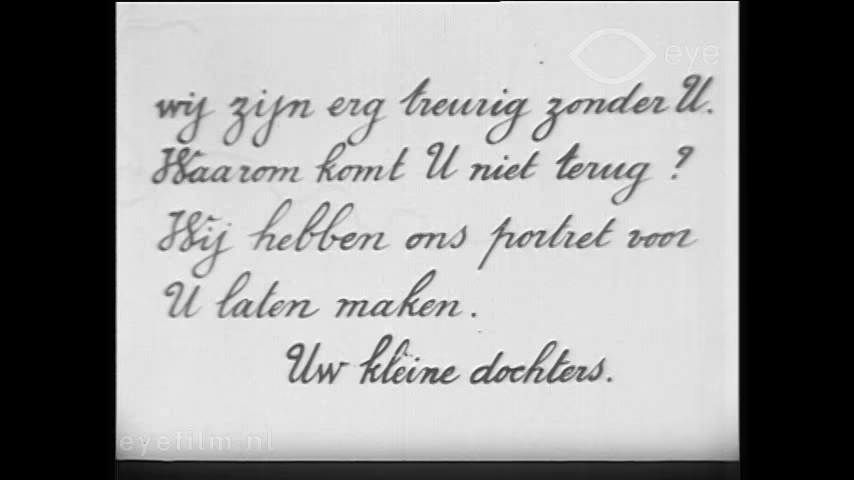 eye
wij zijn erg treurig zonder U.
Waarom komt U niet terug?
Wij hebben ons portret voor
U laten maken.
Uw kleine dochters.
eyefilm.nl